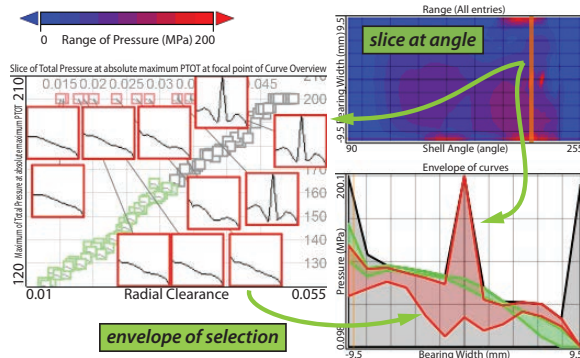 0 Range of Pressure (MPa) 200
Slice of Total Pressure at absolute maximum PTOT at focal point of Curve Overview
0.015 0.02 0.025 0.03 0.045
210
Maximum of Total Pressure at absolute maximum PTOT
120
200
180
170
160
150
140
130
0.01 Radial Clearance 0.055
envelope of selection
Range (All entries)
slice at angle
9.5
Bearing Width (mm)
-9.5
90 Shell Angle (angle) 255
Envelope of curves
200.1
Pressure (MPa)
-9.5 Bearing Width (mm) 9.5